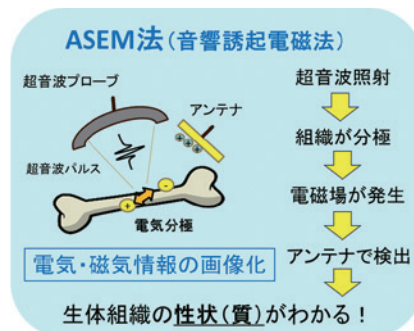 ASEM法(音響誘起電磁法)
超音波プローブ
アンテナ
超音波パルス
電気分極
電気・磁気情報の画像化
超音波照射
組織が分極
電磁場が発生
アンテナで検出
生体組織の性状(質)がわかる！